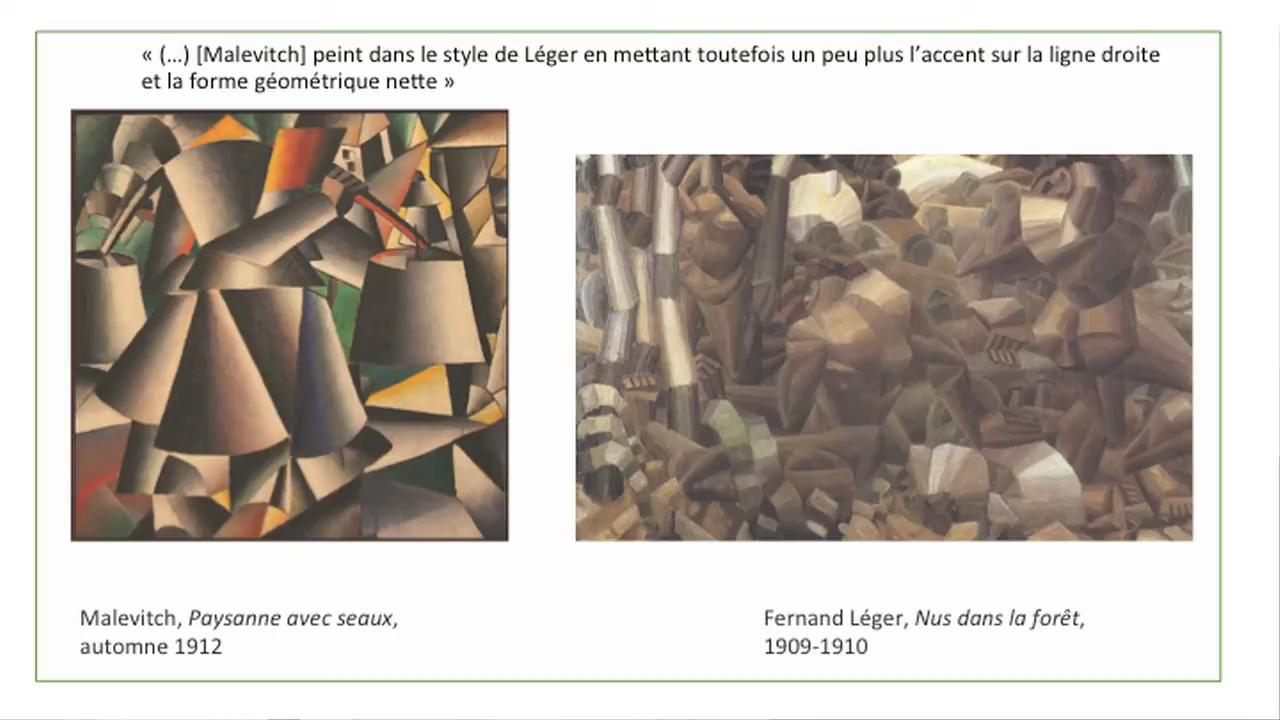 « (...) [Malevitch] peint dans le style de Léger en mettant toutefois un peu plus l’accent sur la ligne droite
et la forme géométrique nette »
Malevitch, Paysanne avec seaux,
automne 1912
Fernand Léger, Nus dans la forêt,
1909-1910